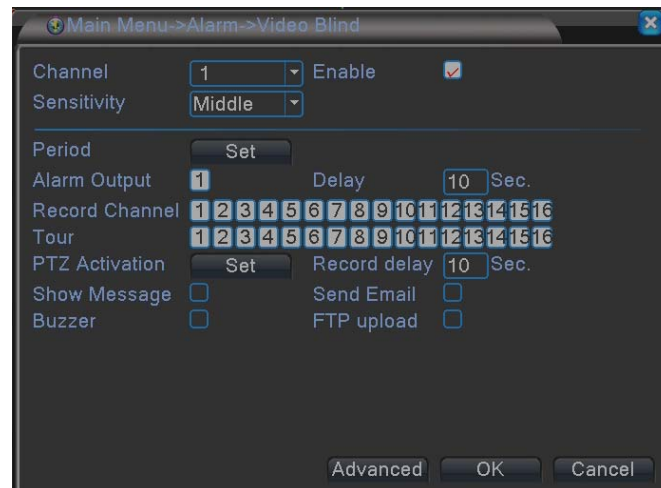 Main Menu->Alarm->Video Blind
Channel 1 Enable
Sensitivity Middle
Period Set
Alarm Output 1 Delay 10 Sec.
Record Channel 1 2 3 4 5 6 7 8 9 10 11 12 13 14 15 16
Tour 1 2 3 4 5 6 7 8 9 10 11 12 13 14 15 16
PTZ Activation Set Record delay 10 Sec.
Show Message Send Email
Buzzer FTP upload
Advanced OK Cancel